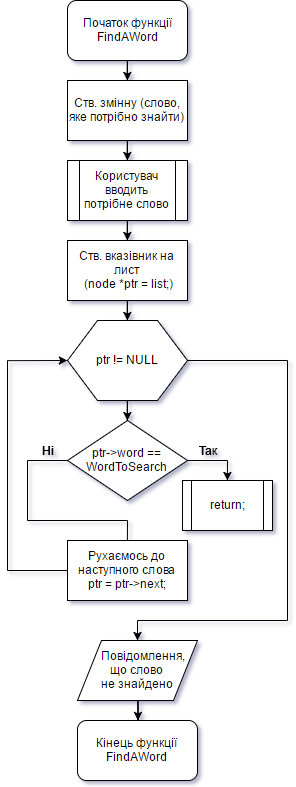 Початок функції
FindAWord
Ств. змінну (слово,
яке потрібно знайти)
Користувач
вводить
потрібне слово
Ств. вказівник на
лист
(node *ptr = list;)
ptr != NULL
Ні
ptr->word ==
WordToSearch
Так
return;
Рухаємось до
наступного слова
ptr = ptr->next;
Повідомлення,
що слово
не знайдено
Кінець функції
FindAWord